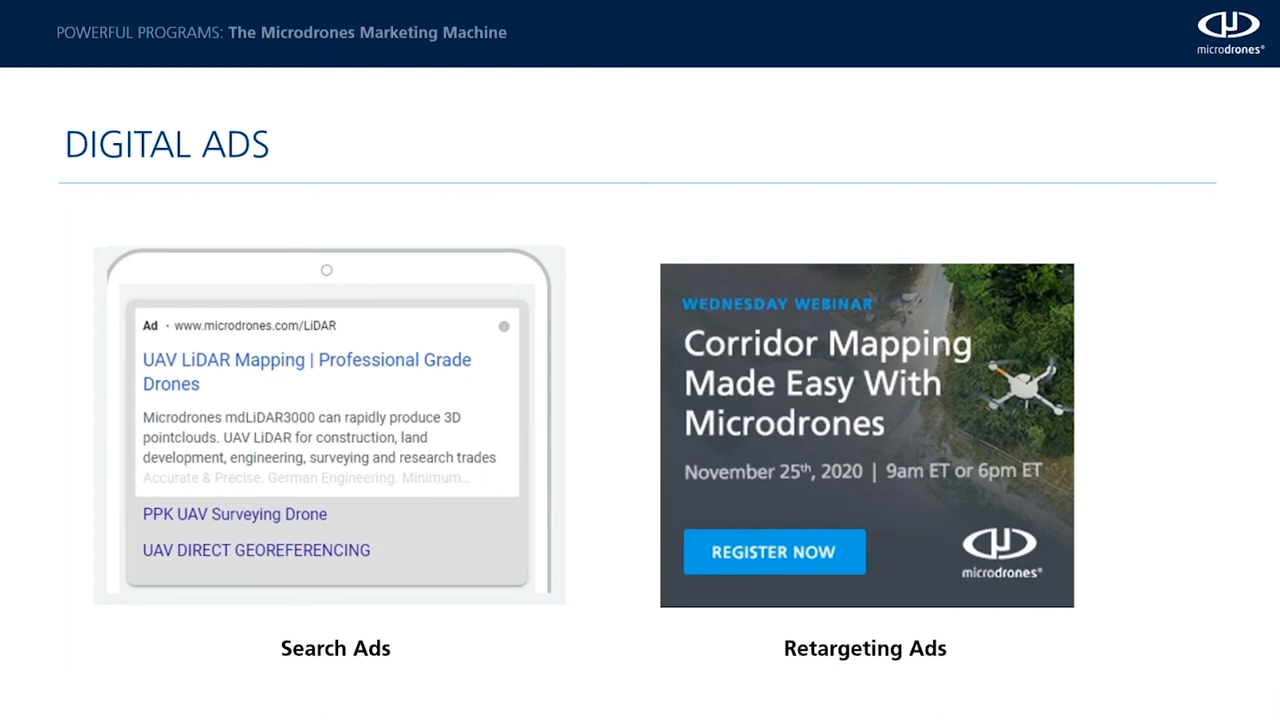 POWERFUL PROGRAMS: The Microdrones Marketing Machine
microdrones®
DIGITAL ADS
Ad · www.microdrones.com/LiDAR
UAV LiDAR Mapping | Professional Grade
Drones
Microdrones mdLiDAR3000 can rapidly produce 3D
pointclouds. UAV LiDAR for construction, land
development, engineering, surveying and research trades
Accurate & Precise. German Engineering. Minimum...
PPK UAV Surveying Drone
UAV DIRECT GEOREFERENCING
Search Ads
WEDNESDAY WEBINAR
Corridor Mapping
Made Easy With
Microdrones
November 25th, 2020 | 9am ET or 6pm ET
REGISTER NOW
microdrones®
Retargeting Ads